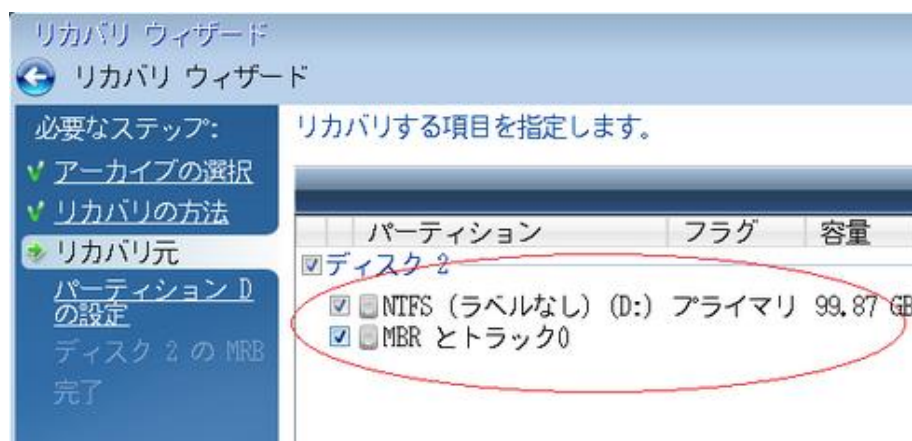 リカバリ ウィザード
リカバリ ウィザード
必要なステップ:
アーカイブの選択
リカバリの方法
リカバリ元
パーティション D
の設定
ディスク 2 の MRB
完了
リカバリする項目を指定します。
パーティション フラグ 容量
ディスク 2
NTFS (ラベルなし) (D:) プライマリ 99.87 GB
MBR とトラック0